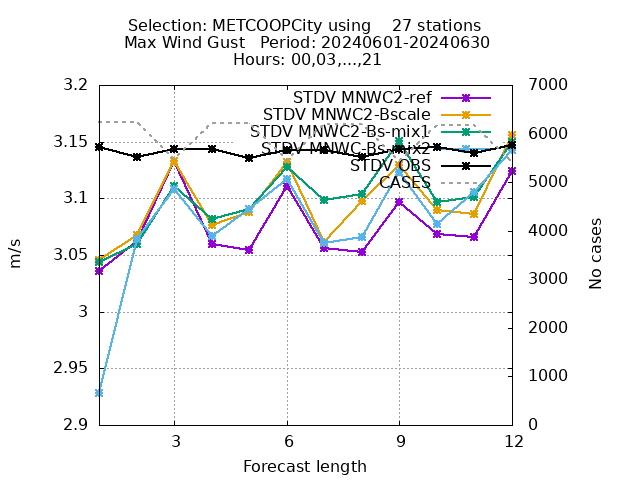 Selection: METCOOPCity using 27 stations
Max Wind Gust Period: 20240601-20240630
Hours: 00,03,...,21
3.2
3.15
3.1
3.05
3
2.95
2.9
m/s
7000
6000
5000
4000
3000
2000
1000
0
No cases
STDV MNWC2-ref
STDV MNWC2-Bscale
STDV MNWC2-Bs-mix1
STDV MNWC-Bs-mix2
STDV OBS
CASES
3
6
9
12
Forecast length